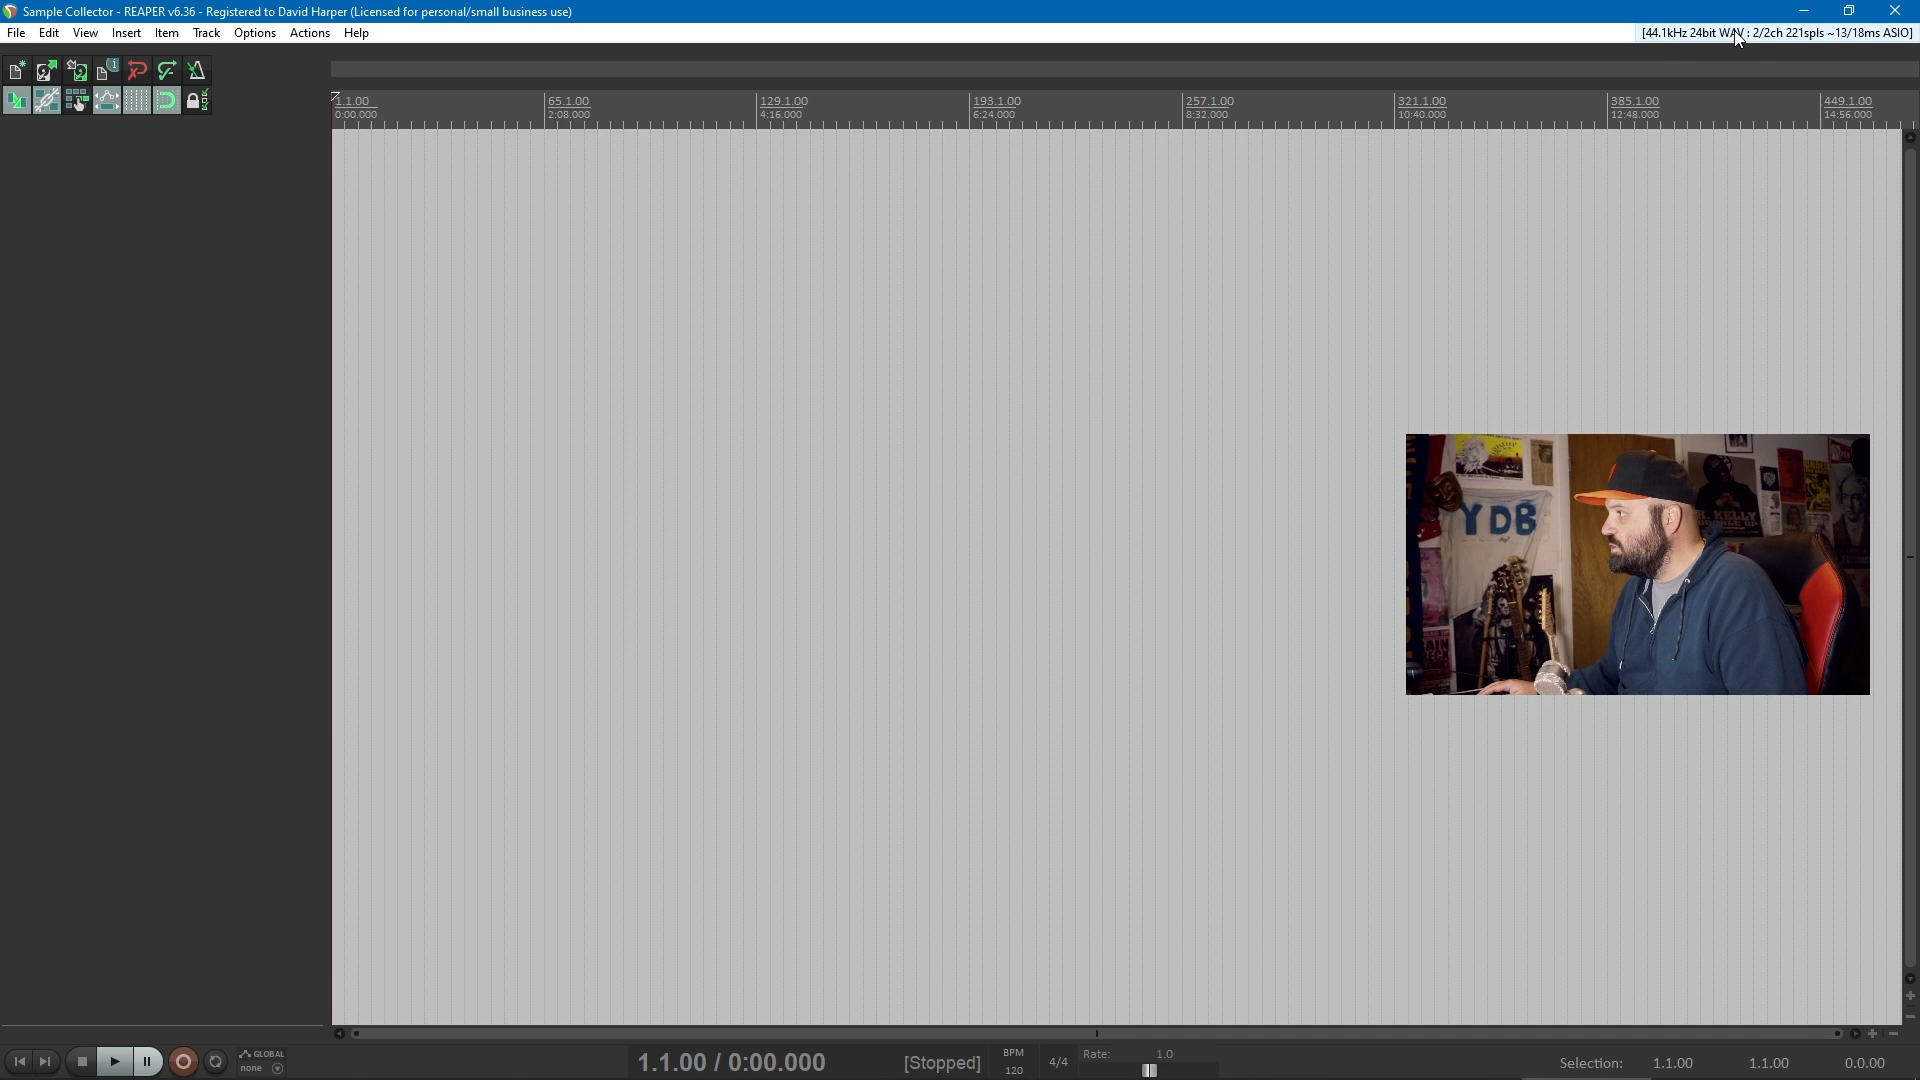 Sample Collector - REAPER v6.36 - Registered to David Harper (Licensed for personal/small business use)
File Edit View Insert Item Track Options Actions Help
[44.1kHz 24bit WAV : 2/2ch 221spls ~13/18ms ASIO]
1.1.00 65.1.00 129.1.00 193.1.00 257.1.00 321.1.00 385.1.00 449.1.00
0:00.000 2:08.000 4:16.000 6:24.000 8:32.000 10:40.000 12:48.000 14:56.000
YDB
R. KELLY
DOUBLE UP
GLOBAL
none
1.1.00 / 0:00.000
[Stopped]
BPM
120
4/4
Rate: 1.0
Selection: 1.1.00 1.1.00 0.0.00